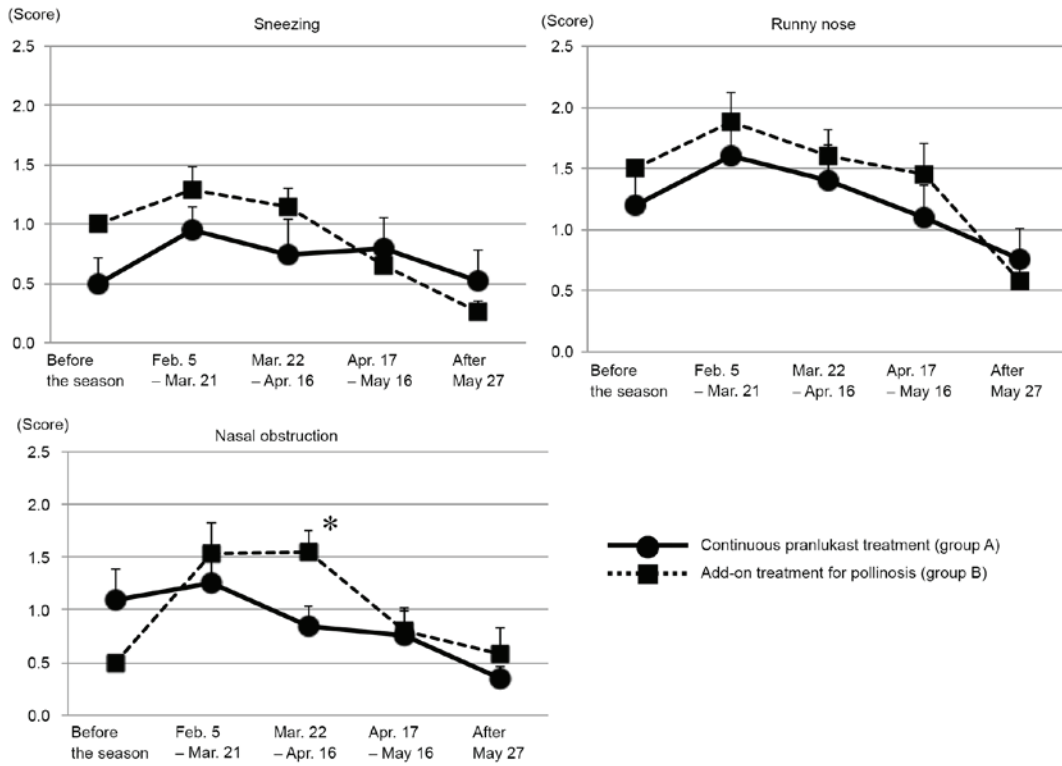 (Score)
Sneezing
2.5
2.0
1.5
1.0
0.5
0.0
Before
the season
Feb. 5
– Mar. 21
Mar. 22
– Apr. 16
Apr. 17
– May 16
After
May 27
(Score)
Runny nose
2.5
2.0
1.5
1.0
0.5
0.0
Before
the season
Feb. 5
– Mar. 21
Mar. 22
– Apr. 16
Apr. 17
– May 16
After
May 27
(Score)
Nasal obstruction
2.5
2.0
1.5
1.0
0.5
0.0
*
Before
the season
Feb. 5
– Mar. 21
Mar. 22
– Apr. 16
Apr. 17
– May 16
After
May 27
Continuous pranlukast treatment (group A)
Add-on treatment for pollinosis (group B)